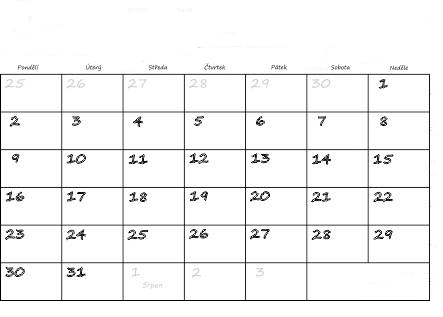 Pondělí Úterý Středa Čtvrtek Pátek Sobota Neděle
25 26 27 28 29 30 1
2 3 4 5 6 7 8
9 10 11 12 13 14 15
16 17 18 19 20 21 22
23 24 25 26 27 28 29
30 31 1 2 3
Srpen